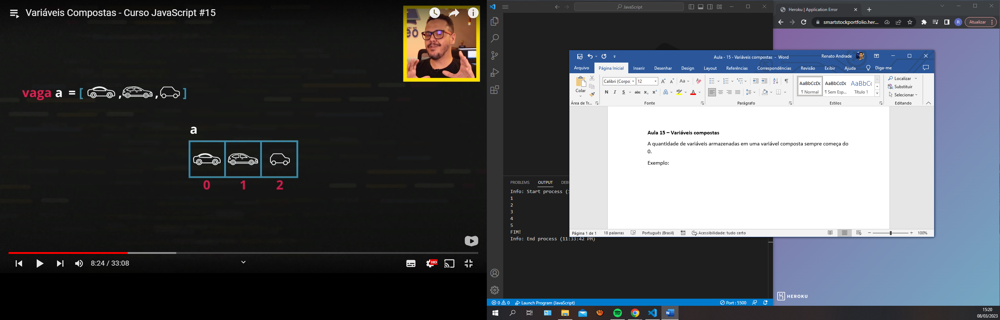 Variáveis Compostas - Curso JavaScript #15
vaga a = [ , , ]
a
0 1 2
8:24 / 33:08
HD
JavaScript
PROBLEMS OUTPUT
Info: Start process
1
2
3
4
5
FIM!
Info: End process (11:33:42 PM)
0 0 Launch Program (JavaScript)
Port : 5500
Aula - 15 - Variáveis compostas - Word
Renato Andrade
Arquivo Página Inicial Inserir Desenhar Design Layout Referências Correspondências Revisão Exibir Ajuda Diga-me
Colar
Área de Tr...
Calibri (Corpo) 12
Aa
N I S abc x₂ x² A ab A
Fonte
Parágrafo
AaBbCcDc AaBbCcDc AaBbCc
¶ Normal ¶ Sem Esp... Título 1
Estilos
Localizar
Substituir
Selecionar
Editando
Aula 15 – Variáveis compostas
A quantidade de variáveis armazenadas em uma variável composta sempre começa do
0.
Exemplo:
Página 1 de 1 18 palavras Português (Brasil) Acessibilidade: tudo certo
100%
Heroku | Application Error
smartstockportfolio.her...
R
Atualizar
HEROKU
15:20
08/03/2023